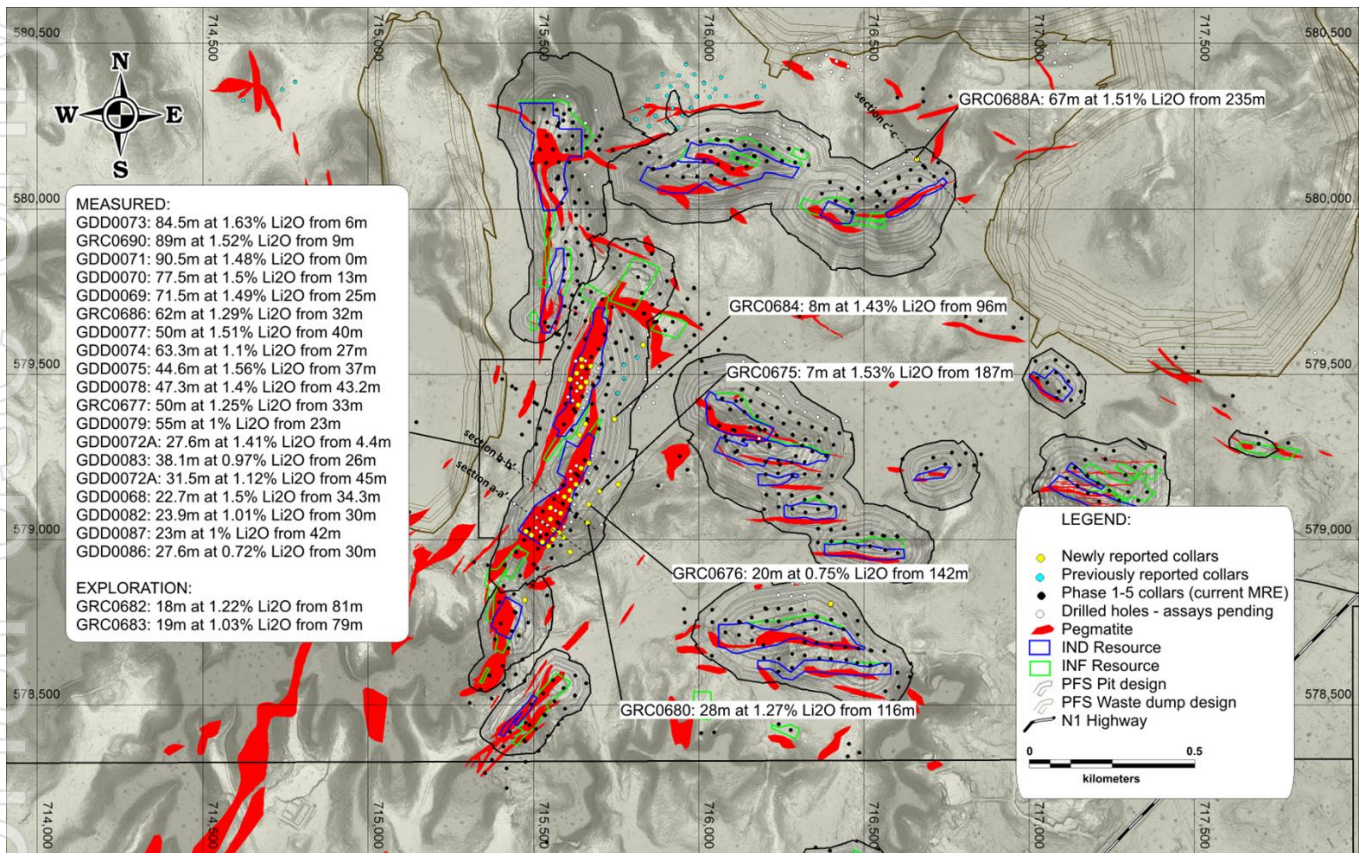 580,500
714,500
715,000
715,500
716,000
716,500
717,000
717,500
580,500
N
W E
S
section c'-c
GRC0688A: 67m at 1.51% Li2O from 235m
580,000
580,000
MEASURED:
GDD0073: 84.5m at 1.63% Li2O from 6m
GRC0690: 89m at 1.52% Li2O from 9m
GDD0071: 90.5m at 1.48% Li2O from 0m
GDD0070: 77.5m at 1.5% Li2O from 13m
GDD0069: 71.5m at 1.49% Li2O from 25m
GRC0686: 62m at 1.29% Li2O from 32m
GDD0077: 50m at 1.51% Li2O from 40m
GDD0074: 63.3m at 1.1% Li2O from 27m
GDD0075: 44.6m at 1.56% Li2O from 37m
GDD0078: 47.3m at 1.4% Li2O from 43.2m
GRC0677: 50m at 1.25% Li2O from 33m
GDD0079: 55m at 1% Li2O from 23m
GDD0072A: 27.6m at 1.41% Li2O from 4.4m
GDD0083: 38.1m at 0.97% Li2O from 26m
GDD0072A: 31.5m at 1.12% Li2O from 45m
GDD0068: 22.7m at 1.5% Li2O from 34.3m
GDD0082: 23.9m at 1.01% Li2O from 30m
GDD0087: 23m at 1% Li2O from 42m
GDD0086: 27.6m at 0.72% Li2O from 30m
EXPLORATION:
GRC0682: 18m at 1.22% Li2O from 81m
GRC0683: 19m at 1.03% Li2O from 79m
GRC0684: 8m at 1.43% Li2O from 96m
579,500
GRC0675: 7m at 1.53% Li2O from 187m
579,500
section b-b'
section a-a'
579,000
579,000
GRC0676: 20m at 0.75% Li2O from 142m
GRC0680: 28m at 1.27% Li2O from 116m
578,500
578,500
LEGEND:
Newly reported collars
Previously reported collars
Phase 1-5 collars (current MRE)
Drilled holes - assays pending
Pegmatite
IND Resource
INF Resource
PFS Pit design
PFS Waste dump design
N1 Highway
0 0.5
kilometers
714,000
714,500
715,000
715,500
716,000
716,500
717,000
717,500